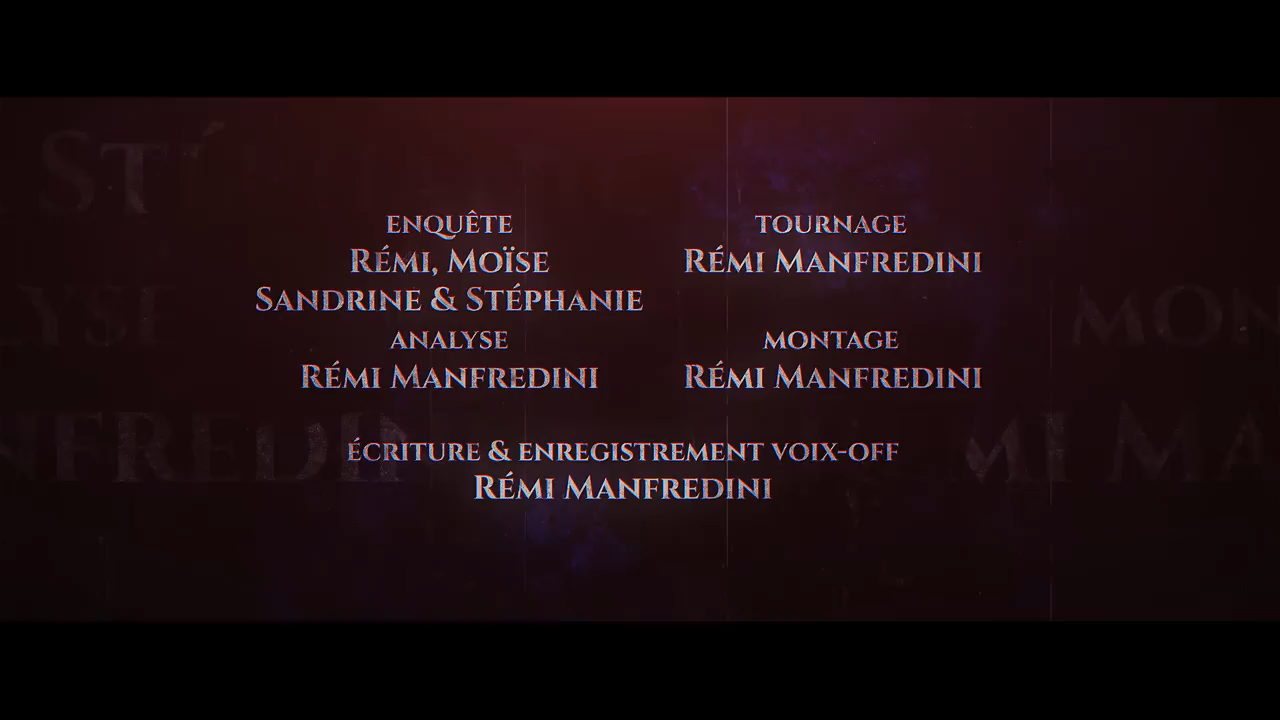 ENQUÊTE
RÉMI, MOÏSE
SANDRINE & STÉPHANIE
ANALYSE
RÉMI MANFREDINI
TOURNAGE
RÉMI MANFREDINI
MONTAGE
RÉMI MANFREDINI
ÉCRITURE & ENREGISTREMENT VOIX-OFF
RÉMI MANFREDINI